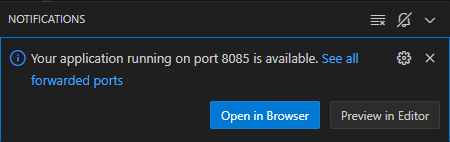 NOTIFICATIONS
Your application running on port 8085 is available. See all
forwarded ports
Open in Browser
Preview in Editor